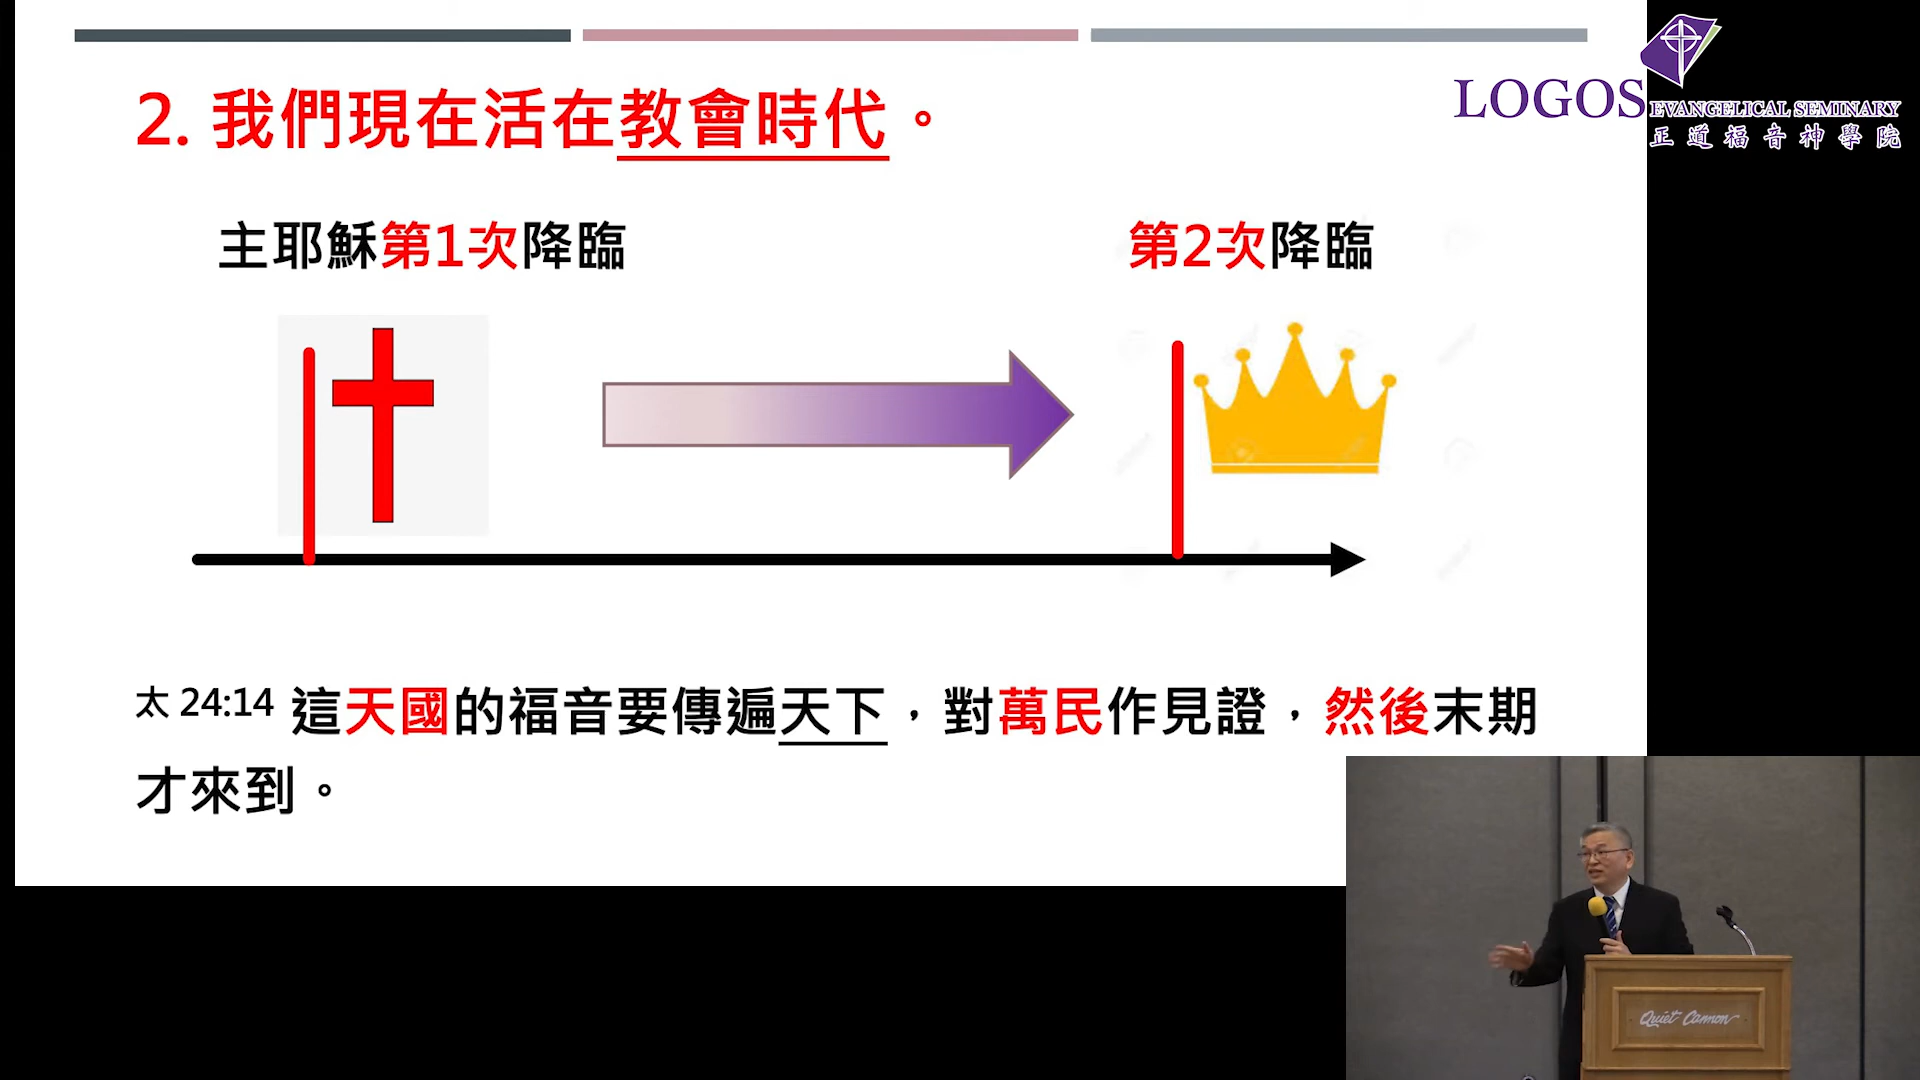 2. 我們現在活在教會時代。
主耶穌第1次降臨
第2次降臨
太 24:14 這天國的福音要傳遍天下，對萬民作見證，然後末期
才來到。
LOGOS EVANGELICAL SEMINARY
正道福音神學院
Quiet Cannon